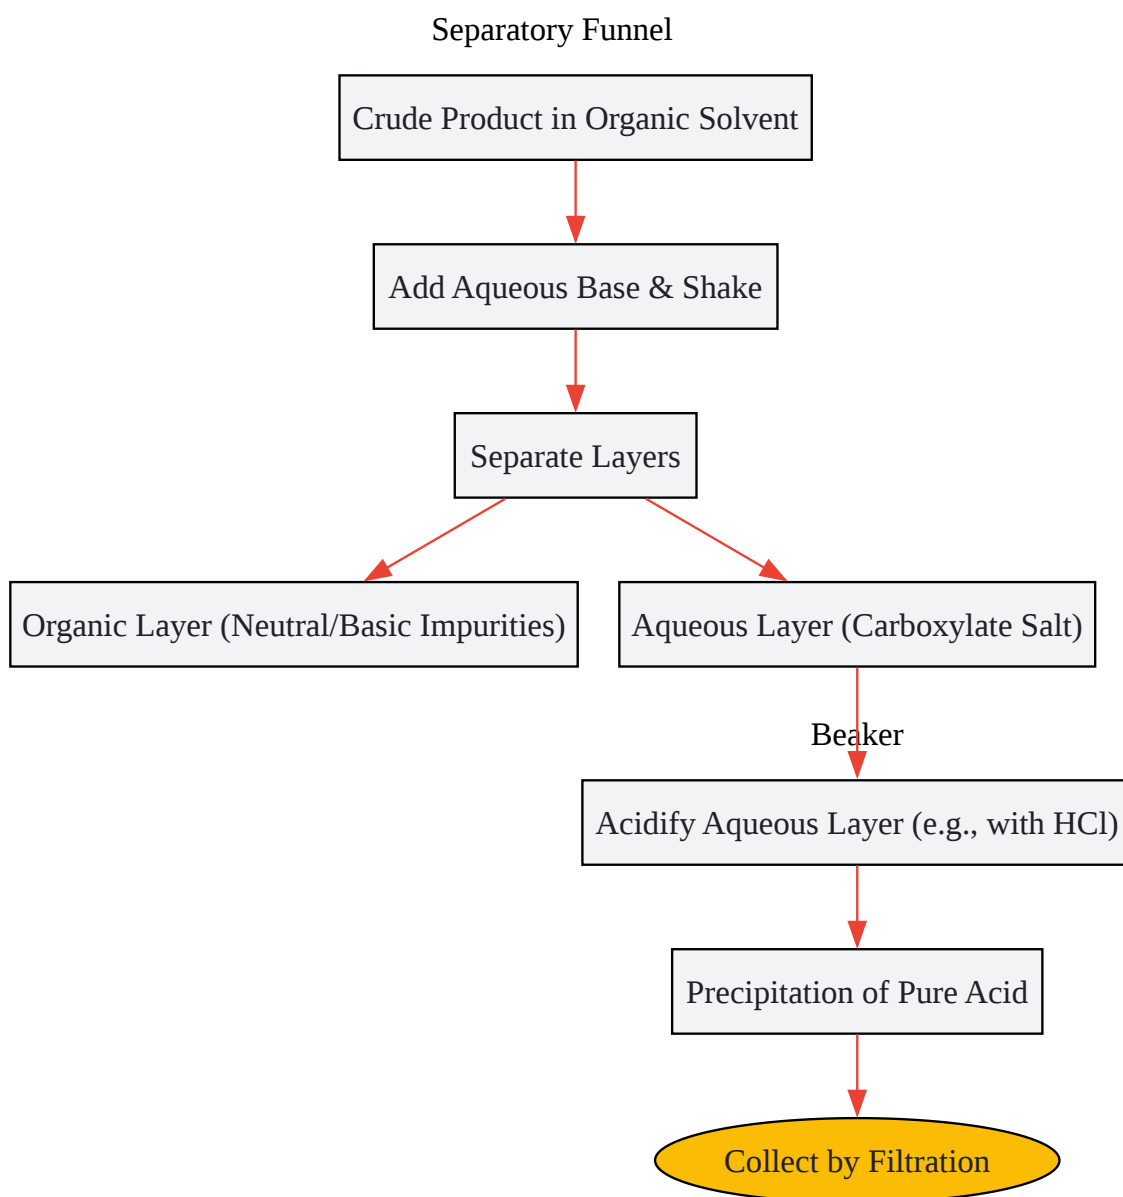 Separatory Funnel
Crude Product in Organic Solvent
Add Aqueous Base & Shake
Separate Layers
Organic Layer (Neutral/Basic Impurities)
Aqueous Layer (Carboxylate Salt)
Beaker
Acidify Aqueous Layer (e.g., with HCl)
Precipitation of Pure Acid
Collect by Filtration